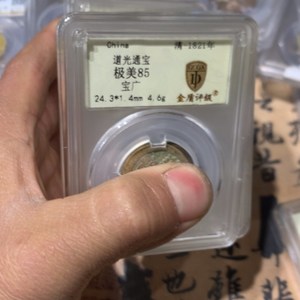 China 清-1821年
道光通宝
极美85
宝广
24.3*1.4mm 4.6g
金盾评级
也